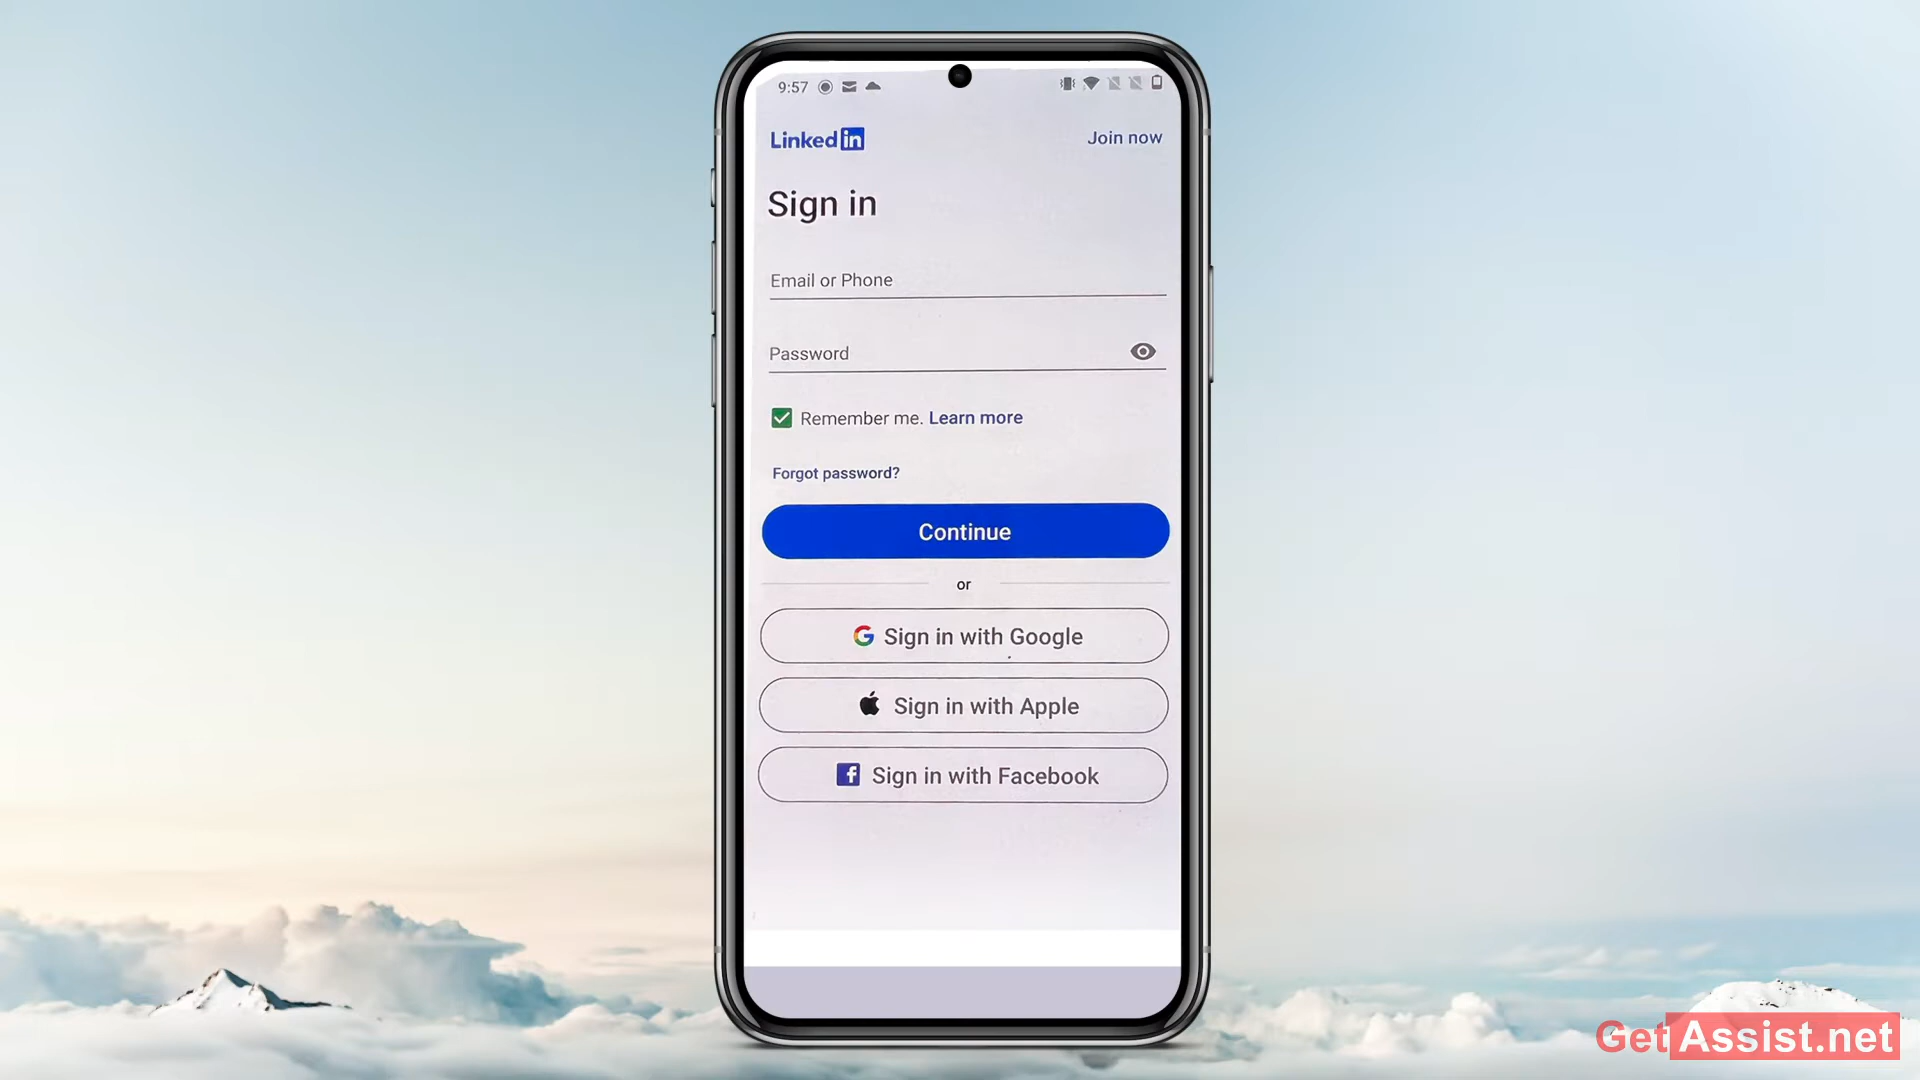 9:57
Linked in
Join now
Sign in
Email or Phone
Password
Remember me. Learn more
Forgot password?
Continue
or
Sign in with Google
Sign in with Apple
Sign in with Facebook
GetAssist.net